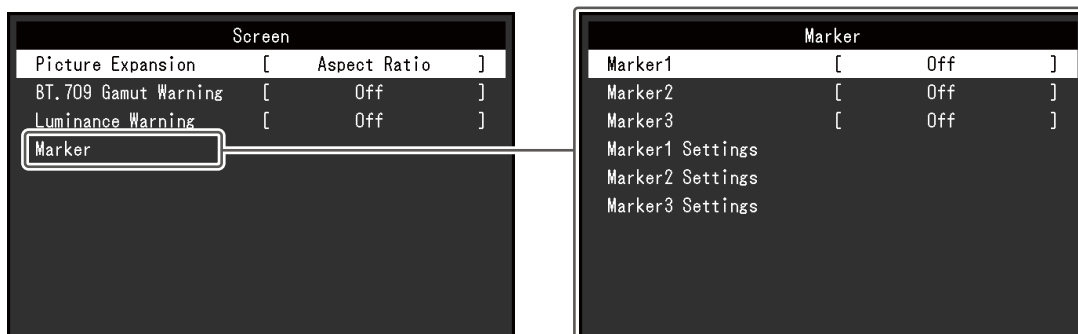 Screen
Picture Expansion [ Aspect Ratio ]
BT.709 Gamut Warning [ Off ]
Luminance Warning [ Off ]
Marker
Marker
Marker1 [ Off ]
Marker2 [ Off ]
Marker3 [ Off ]
Marker1 Settings
Marker2 Settings
Marker3 Settings